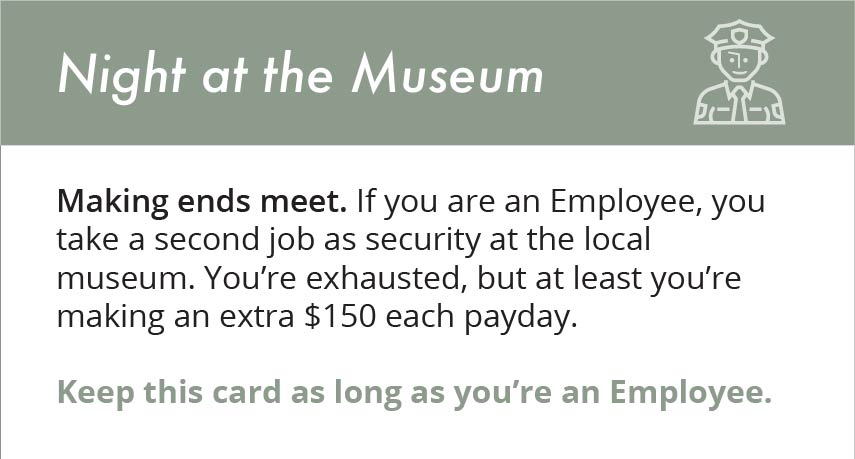 Night at the Museum
Making ends meet. If you are an Employee, you
take a second job as security at the local
museum. You’re exhausted, but at least you’re
making an extra $150 each payday.
Keep this card as long as you’re an Employee.